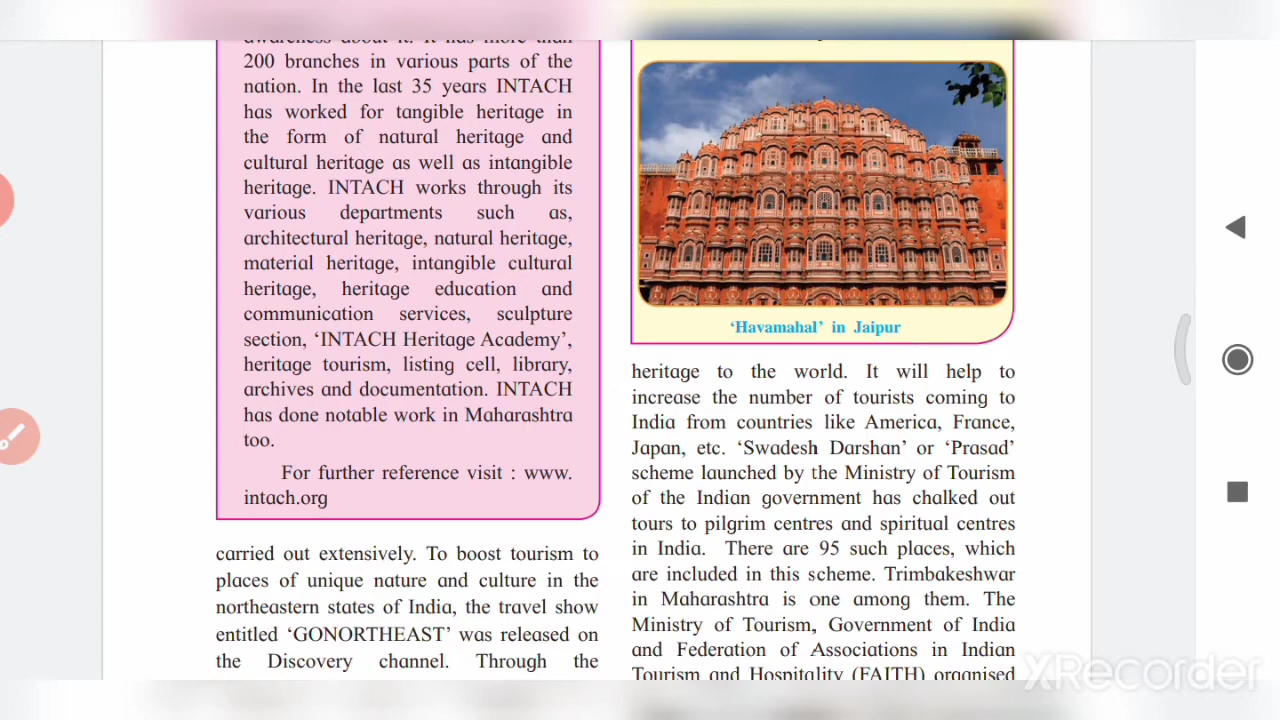 awareness about it. It has more than
200 branches in various parts of the
nation. In the last 35 years INTACH
has worked for tangible heritage in
the form of natural heritage and
cultural heritage as well as intangible
heritage. INTACH works through its
various departments such as,
architectural heritage, natural heritage,
material heritage, intangible cultural
heritage, heritage education and
communication services, sculpture
section, ‘INTACH Heritage Academy’,
heritage tourism, listing cell, library,
archives and documentation. INTACH
has done notable work in Maharashtra
too.
For further reference visit : www.
intach.org
carried out extensively. To boost tourism to
places of unique nature and culture in the
northeastern states of India, the travel show
entitled ‘GONORTHEAST’ was released on
the Discovery channel. Through the
‘Havamahal’ in Jaipur
heritage to the world. It will help to
increase the number of tourists coming to
India from countries like America, France,
Japan, etc. ‘Swadesh Darshan’ or ‘Prasad’
scheme launched by the Ministry of Tourism
of the Indian government has chalked out
tours to pilgrim centres and spiritual centres
in India. There are 95 such places, which
are included in this scheme. Trimbakeshwar
in Maharashtra is one among them. The
Ministry of Tourism, Government of India
and Federation of Associations in Indian
Tourism and Hospitality (FAITH) organised
XRecorder